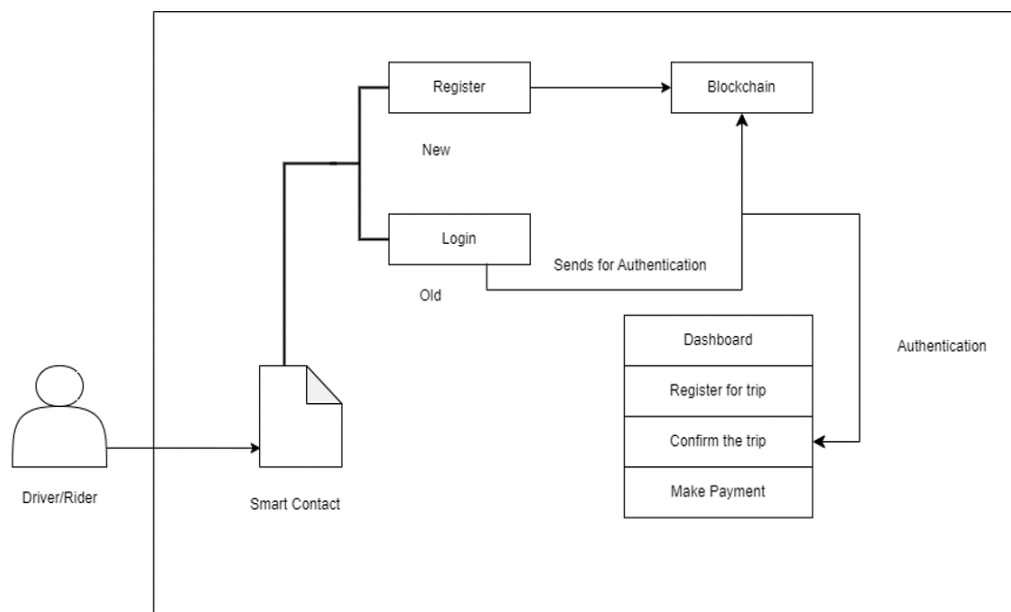 Register
Blockchain
New
Login
Sends for Authentication
Old
Dashboard
Authentication
Register for trip
Confirm the trip
Make Payment
Driver/Rider
Smart Contact